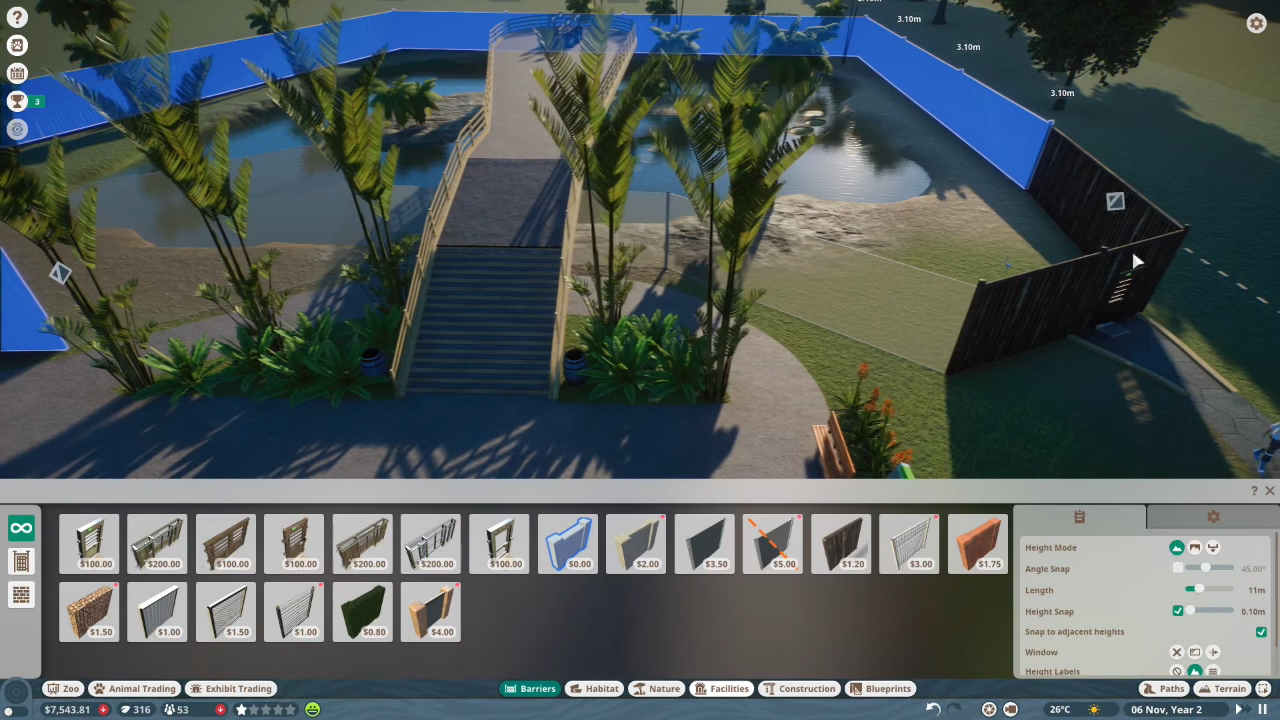 3.10m
3.10m
3.10m
?
3
? ×
$100.00 $200.00 $100.00 $100.00 $200.00 $200.00 $100.00 $0.00 $2.00 $3.50 $5.00 $1.20 $3.00 $1.75
$1.50 $1.00 $1.50 $1.00 $0.80 $4.00
Height Mode
Angle Snap 45.00°
Length 11m
Height Snap 0.10m
Snap to adjacent heights
Window
Height Labels
Zoo Animal Trading Exhibit Trading Barriers Habitat Nature Facilities Construction Blueprints Paths Terrain
$7,543.81 316 53 26°C 06 Nov, Year 2